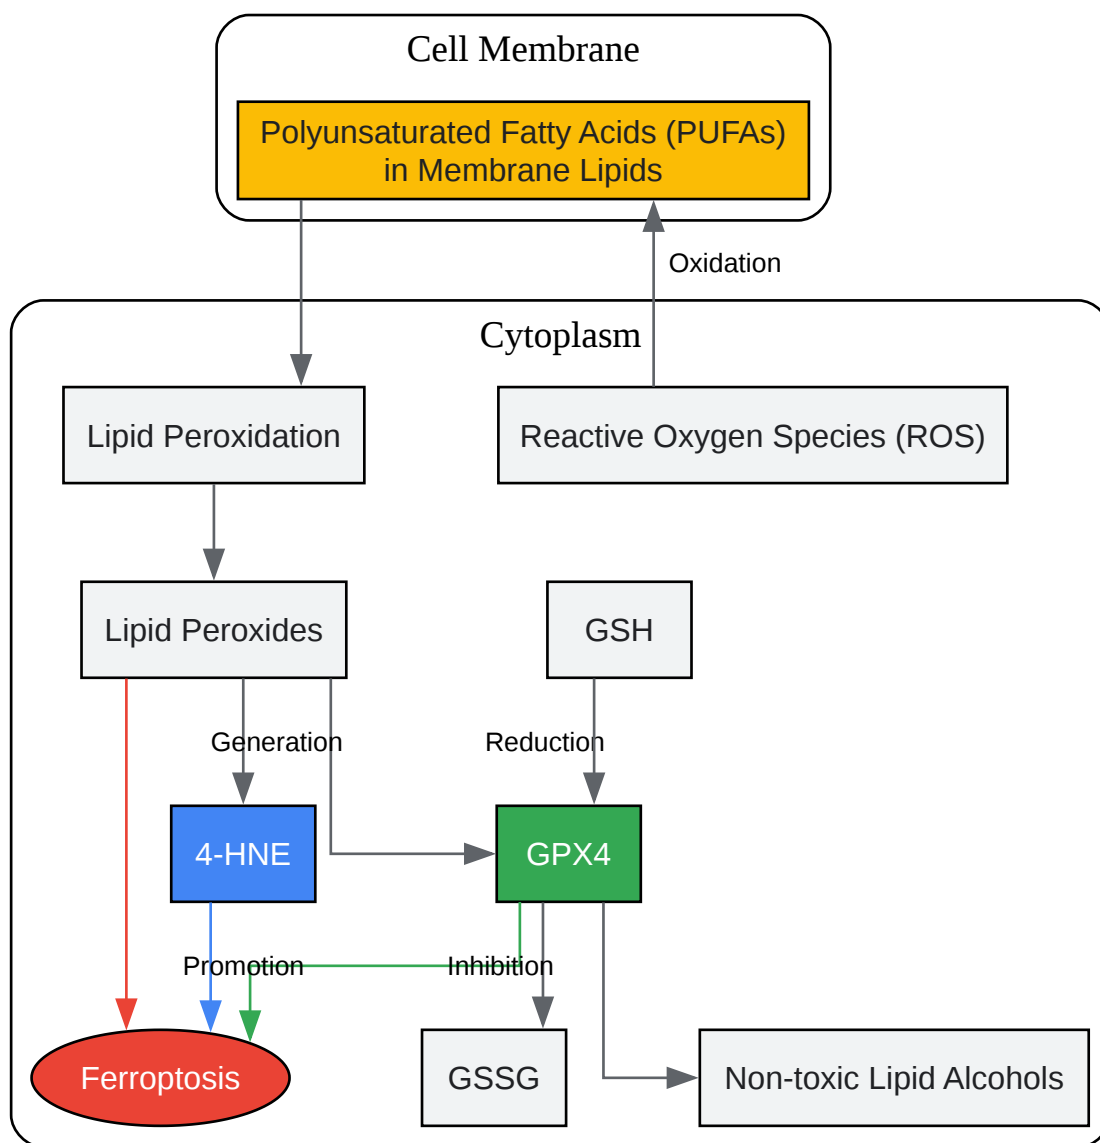 Cell Membrane
Polyunsaturated Fatty Acids (PUFAs)
in Membrane Lipids
Oxidation
Cytoplasm
Lipid Peroxidation
Reactive Oxygen Species (ROS)
Lipid Peroxides
GSH
Generation
Reduction
4-HNE
GPX4
Promotion
Inhibition
Ferroptosis
GSSG
Non-toxic Lipid Alcohols